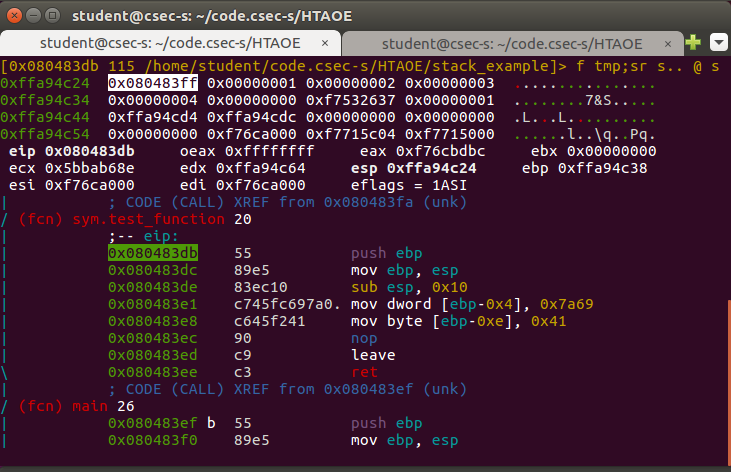 student@csec-s: ~/code.csec-s/HTAOE
student@csec-s: ~/code.csec-s/HTAOE × student@csec-s: ~/code.csec-s/HTAOE ×
[0x080483db 115 /home/student/code.csec-s/HTAOE/stack_example]> f tmp;sr s.. @ s
0xffa94c24 0x080483ff 0x00000001 0x00000002 0x00000003 ................
0xffa94c34 0x00000004 0x00000000 0xf7532637 0x00000001 ........7&S.....
0xffa94c44 0xffa94cd4 0xffa94cdc 0x00000000 0x00000000 .L...L..........
0xffa94c54 0x00000000 0xf76ca000 0xf7715c04 0xf7715000 ......l..\q..Pq.
eip 0x080483db oeax 0xffffffff eax 0xf76cbdbc ebx 0x00000000
ecx 0x5bbab68e edx 0xffa94c64 esp 0xffa94c24 ebp 0xffa94c38
esi 0xf76ca000 edi 0xf76ca000 eflags = 1ASI
| ; CODE (CALL) XREF from 0x080483fa (unk)
/ (fcn) sym.test_function 20
| ;-- eip:
| 0x080483db 55 push ebp
| 0x080483dc 89e5 mov ebp, esp
| 0x080483de 83ec10 sub esp, 0x10
| 0x080483e1 c745fc697a0. mov dword [ebp-0x4], 0x7a69
| 0x080483e8 c645f241 mov byte [ebp-0xe], 0x41
| 0x080483ec 90 nop
| 0x080483ed c9 leave
\ 0x080483ee c3 ret
| ; CODE (CALL) XREF from 0x080483ef (unk)
/ (fcn) main 26
| 0x080483ef b 55 push ebp
| 0x080483f0 89e5 mov ebp, esp